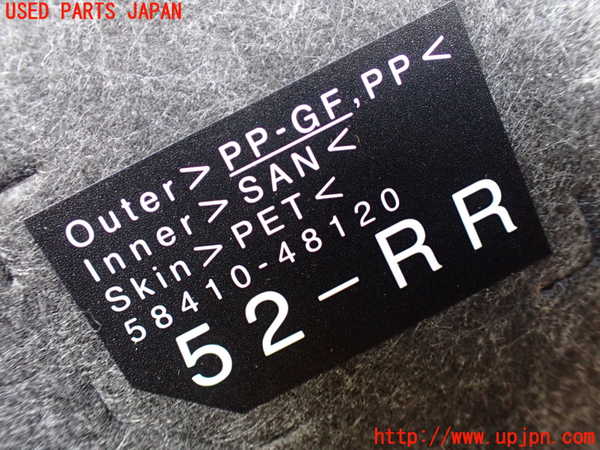 USED PARTS JAPAN
Outer>PP-GF,PP<
Inner>SAN<
Skin>PET<
58410-48120
52-RR
http://www.upjpn.com/